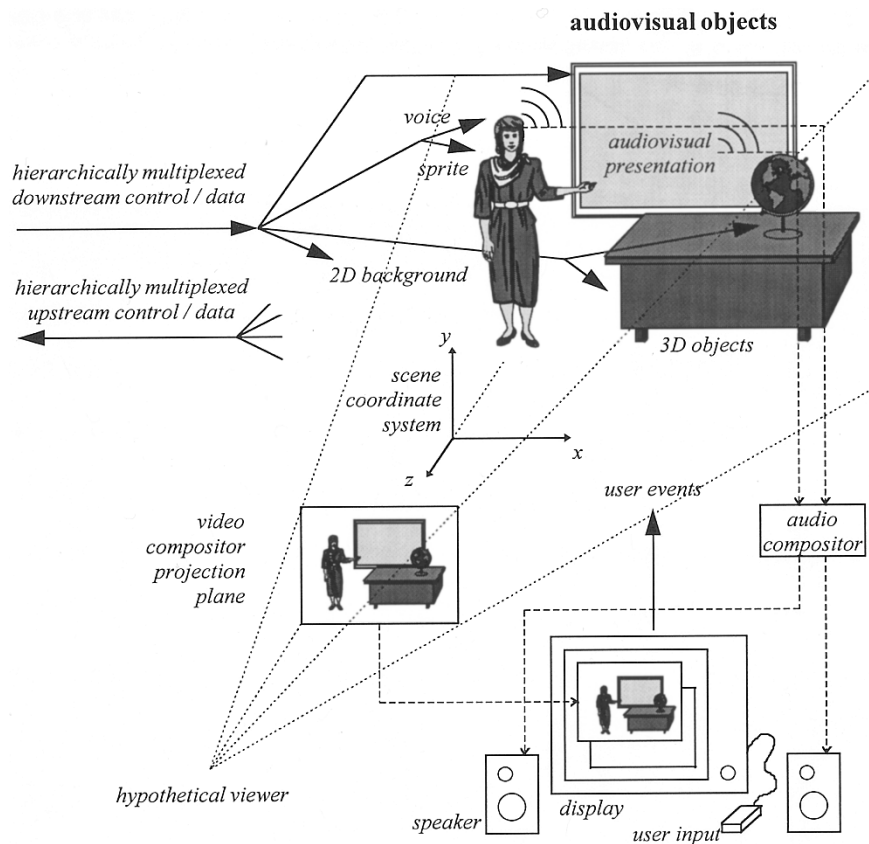 audiovisual objects
voice
sprite
audiovisual
presentation
hierarchically multiplexed
downstream control / data
2D background
hierarchically multiplexed
upstream control / data
3D objects
y
scene
coordinate
system
x
z
user events
audio
compositor
video
compositor
projection
plane
hypothetical viewer
speaker
display
user input